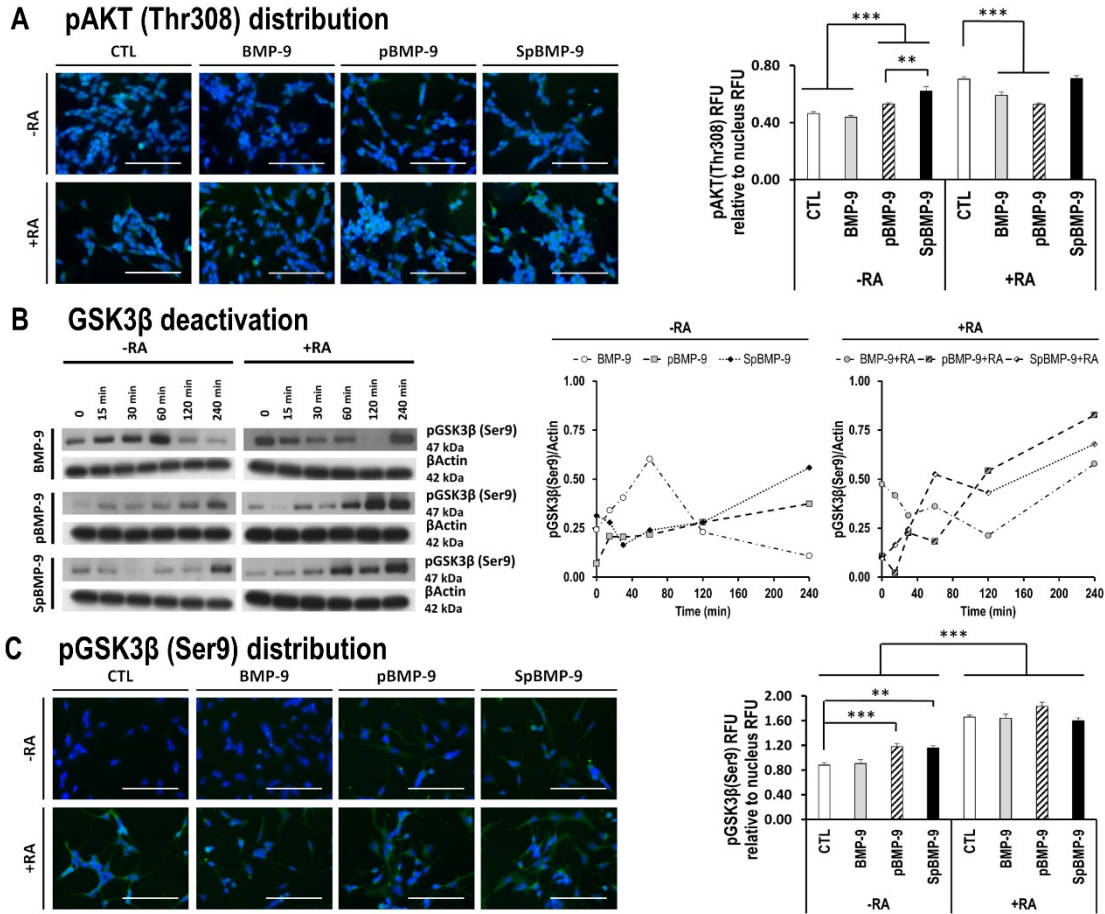 A pAKT (Thr308) distribution
CTL BMP-9 pBMP-9 SpBMP-9
-RA
+RA
*** ***
**
pAKT(Thr308) RFU
relative to nucleus RFU
0.80
0.40
0.00
CTL BMP-9 pBMP-9 SpBMP-9 CTL BMP-9 pBMP-9 SpBMP-9
-RA +RA
B GSK3β deactivation
-RA +RA
0 15 min 30 min 60 min 120 min 240 min 0 15 min 30 min 60 min 120 min 240 min
BMP-9
pGSK3β (Ser9)
47 kDa
βActin
42 kDa
pBMP-9
pGSK3β (Ser9)
47 kDa
βActin
42 kDa
SpBMP-9
pGSK3β (Ser9)
47 kDa
βActin
42 kDa
-RA
BMP-9 pBMP-9 SpBMP-9
pGSK3β(Ser9)/Actin
1.00
0.75
0.50
0.25
0.00
0 40 80 120 160 200 240
Time (min)
+RA
BMP-9+RA pBMP-9+RA SpBMP-9+RA
pGSK3β(Ser9)/Actin
1.00
0.75
0.50
0.25
0.00
0 40 80 120 160 200 240
Time (min)
C pGSK3β (Ser9) distribution
CTL BMP-9 pBMP-9 SpBMP-9
-RA
+RA
***
**
***
pGSK3β(Ser9) RFU
relative to nucleus RFU
2.00
1.60
1.20
0.80
0.40
0.00
CTL BMP-9 pBMP-9 SpBMP-9 CTL BMP-9 pBMP-9 SpBMP-9
-RA +RA